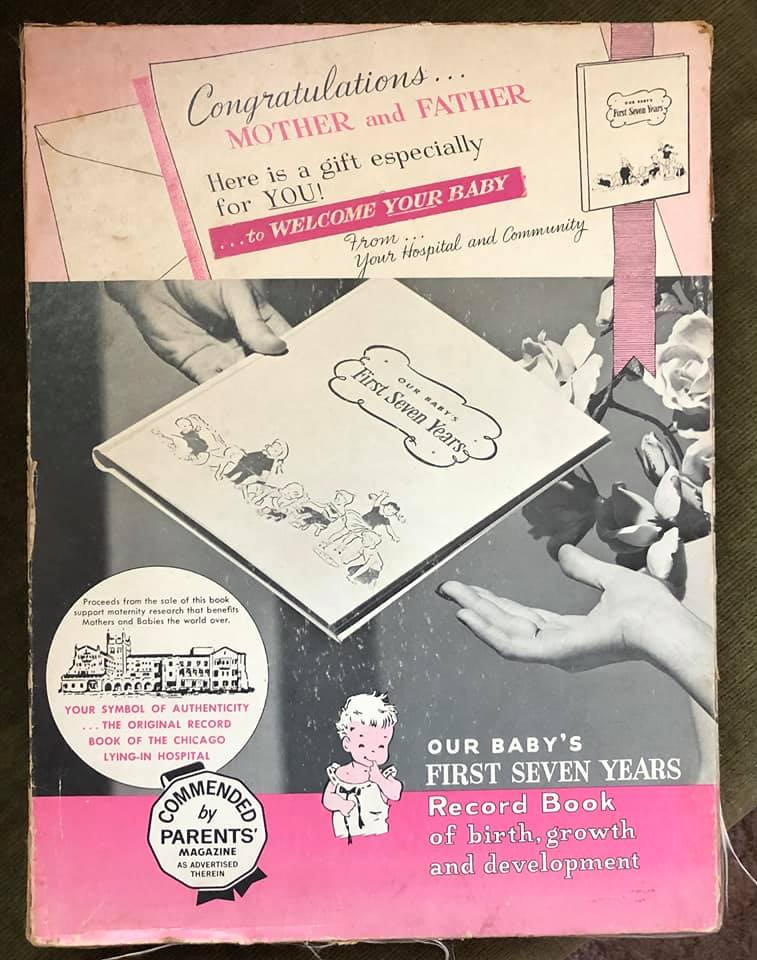 Congratulations...
MOTHER and FATHER
Here is a gift especially
for YOU!
...to WELCOME YOUR BABY
From...
Your Hospital and Community
OUR BABY'S
First Seven Years
OUR BABY'S
First Seven Years
Proceeds from the sale of this book
support maternity research that benefits
Mothers and Babies the world over.
YOUR SYMBOL OF AUTHENTICITY
...THE ORIGINAL RECORD
BOOK OF THE CHICAGO
LYING-IN HOSPITAL
COMMENDED
by
PARENTS'
MAGAZINE
AS ADVERTISED
THEREIN
OUR BABY'S
FIRST SEVEN YEARS
Record Book
of birth, growth
and development